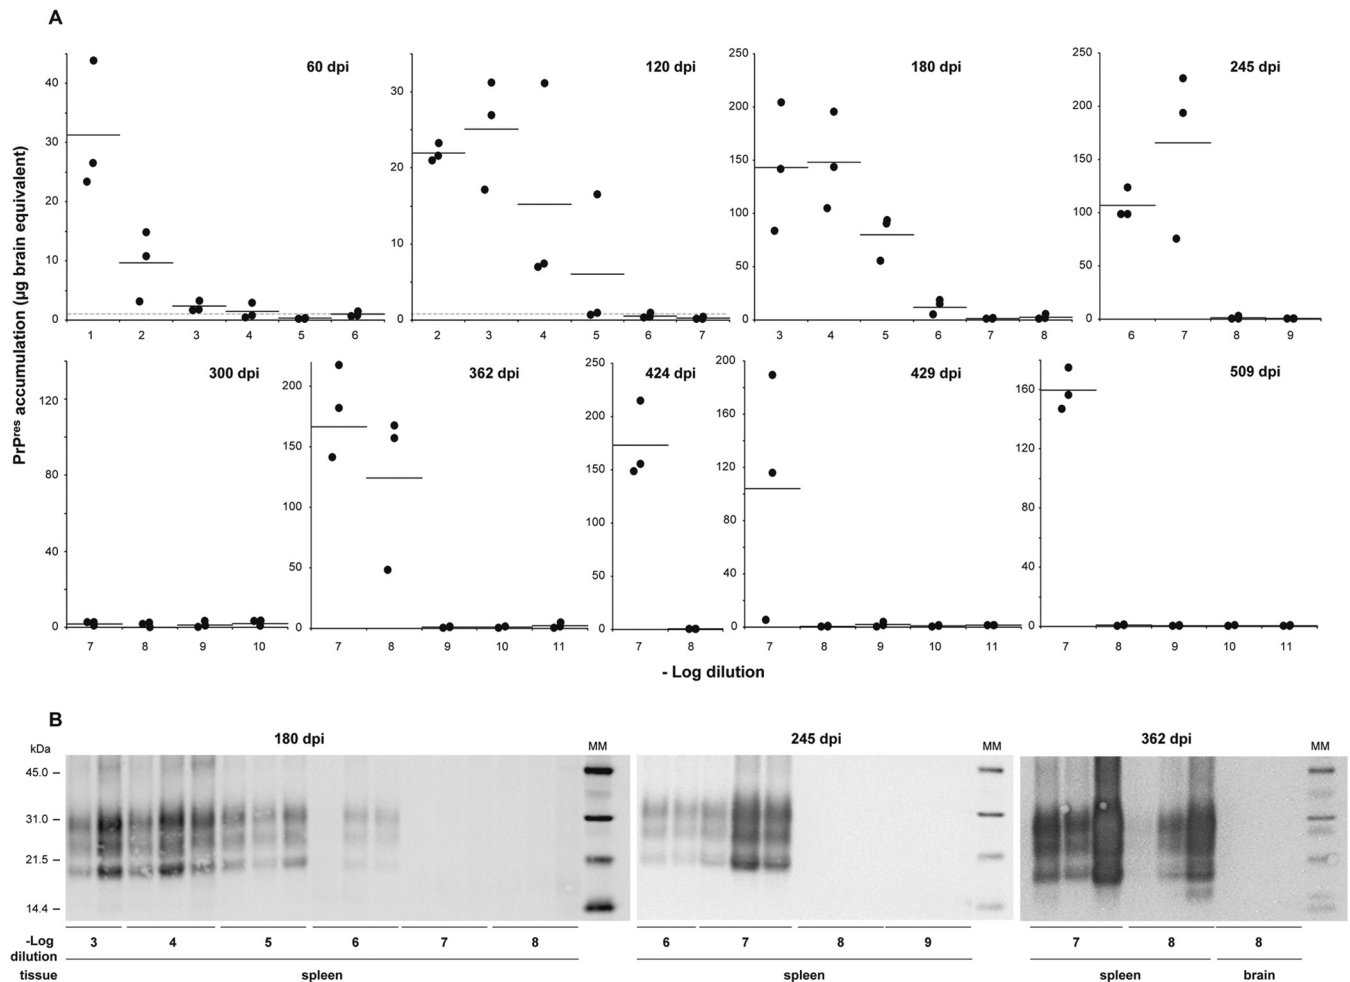 A
PrPres accumulation (µg brain equivalent)
60 dpi
40
30
20
10
0
1 2 3 4 5 6
120 dpi
30
20
10
0
2 3 4 5 6 7
180 dpi
250
200
150
100
50
0
3 4 5 6 7 8
245 dpi
250
200
150
100
50
0
6 7 8 9
300 dpi
120
80
40
0
7 8 9 10
362 dpi
200
150
100
50
0
7 8 9 10 11
424 dpi
250
200
150
100
50
0
7 8
429 dpi
200
160
120
80
40
0
7 8 9 10 11
509 dpi
160
120
80
40
0
7 8 9 10 11
- Log dilution
B
kDa 180 dpi MM 245 dpi MM 362 dpi MM
45.0
31.0
21.5
14.4
-Log dilution 3 4 5 6 7 8 6 7 8 9 7 8 8
tissue spleen spleen spleen brain